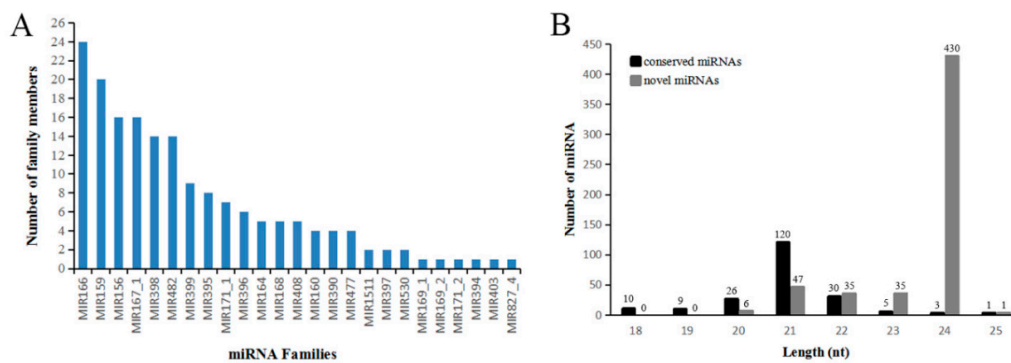 A
Number of family members
26
24
22
20
18
16
14
12
10
8
6
4
2
0
MIR166
MIR159
MIR156
MIR167_1
MIR398
MIR482
MIR399
MIR395
MIR171_1
MIR396
MIR164
MIR168
MIR408
MIR160
MIR390
MIR477
MIR1511
MIR397
MIR530
MIR169_1
MIR169_2
MIR171_2
MIR394
MIR403
MIR827_4
miRNA Families
B
conserved miRNAs
novel miRNAs
Number of miRNA
450
400
350
300
250
200
150
100
50
0
10 0
9 0
26 6
120 47
30 35
5 35
3 430
1 1
18 19 20 21 22 23 24 25
Length (nt)